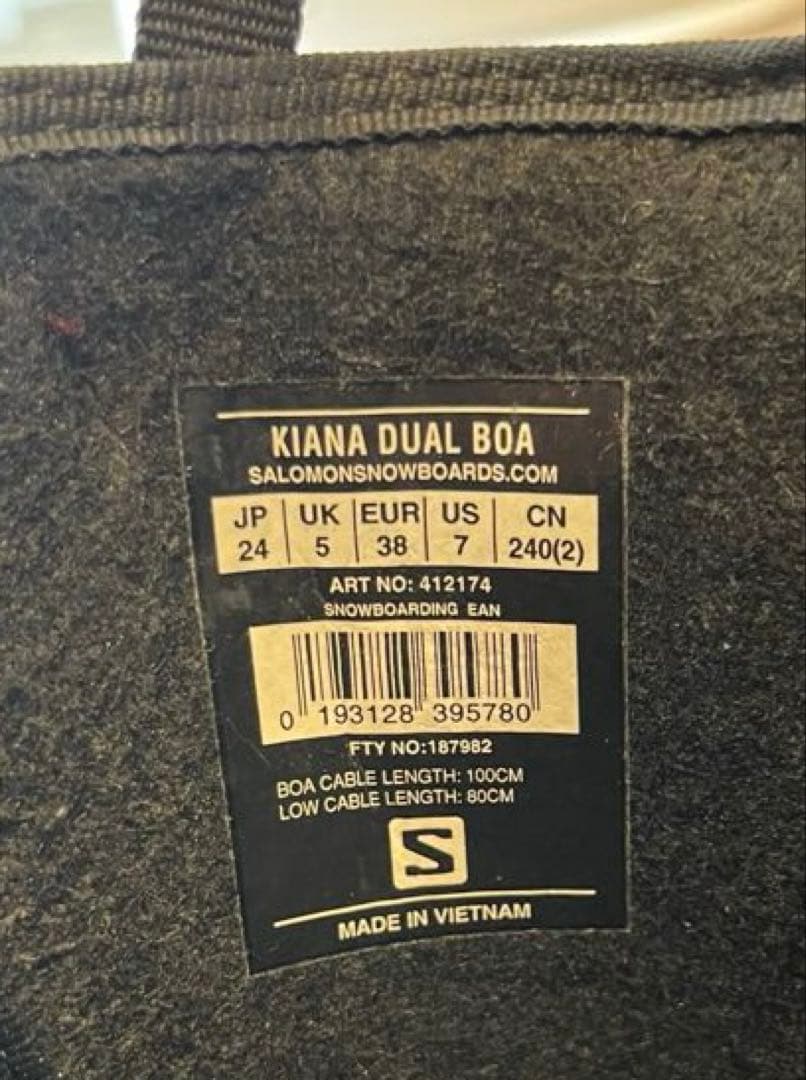 KIANA DUAL BOA
SALOMONSNOWBOARDS.COM
JP UK EUR US CN
24 5 38 7 240(2)
ART NO: 412174
SNOWBOARDING EAN
0 193128 395780
FTY NO:187982
BOA CABLE LENGTH: 100CM
LOW CABLE LENGTH: 80CM
S
MADE IN VIETNAM